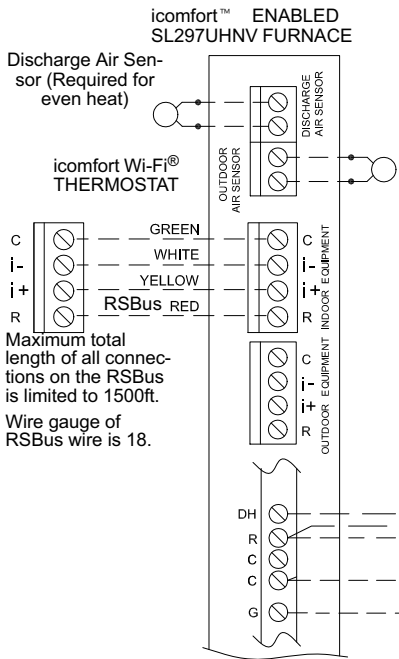 icomfort™ ENABLED
SL297UHNV FURNACE
Discharge Air Sen-
sor (Required for
even heat)
DISCHARGE
AIR SENSOR
OUTDOOR
AIR SENSOR
icomfort Wi-Fi®
THERMOSTAT
C
i-
i+
R
GREEN
WHITE
YELLOW
RSBus RED
C
i-
i+
R
INDOOR EQUIPMENT
Maximum total
length of all connec-
tions on the RSBus
is limited to 1500ft.
Wire gauge of
RSBus wire is 18.
C
i-
i+
R
OUTDOOR EQUIPMENT
DH
R
C
C
G